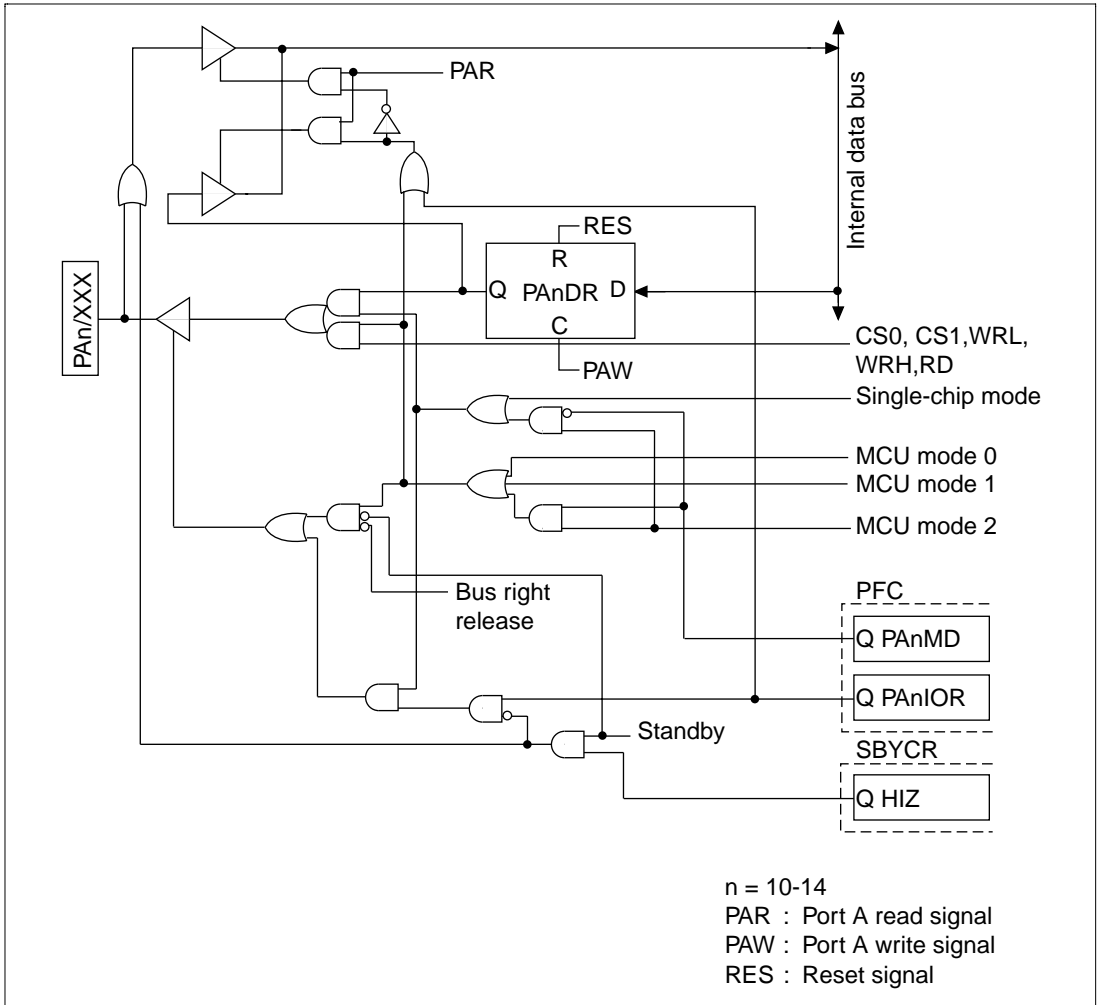 PAR
Internal data bus
RES
R
Q PAnDR D
C
PAW
PAn/XXX
CS0, CS1,WRL,
WRH,RD
Single-chip mode
MCU mode 0
MCU mode 1
MCU mode 2
Bus right
release
PFC
Q PAnMD
Q PAnIOR
Standby
SBYCR
Q HIZ
n = 10-14
PAR : Port A read signal
PAW : Port A write signal
RES : Reset signal